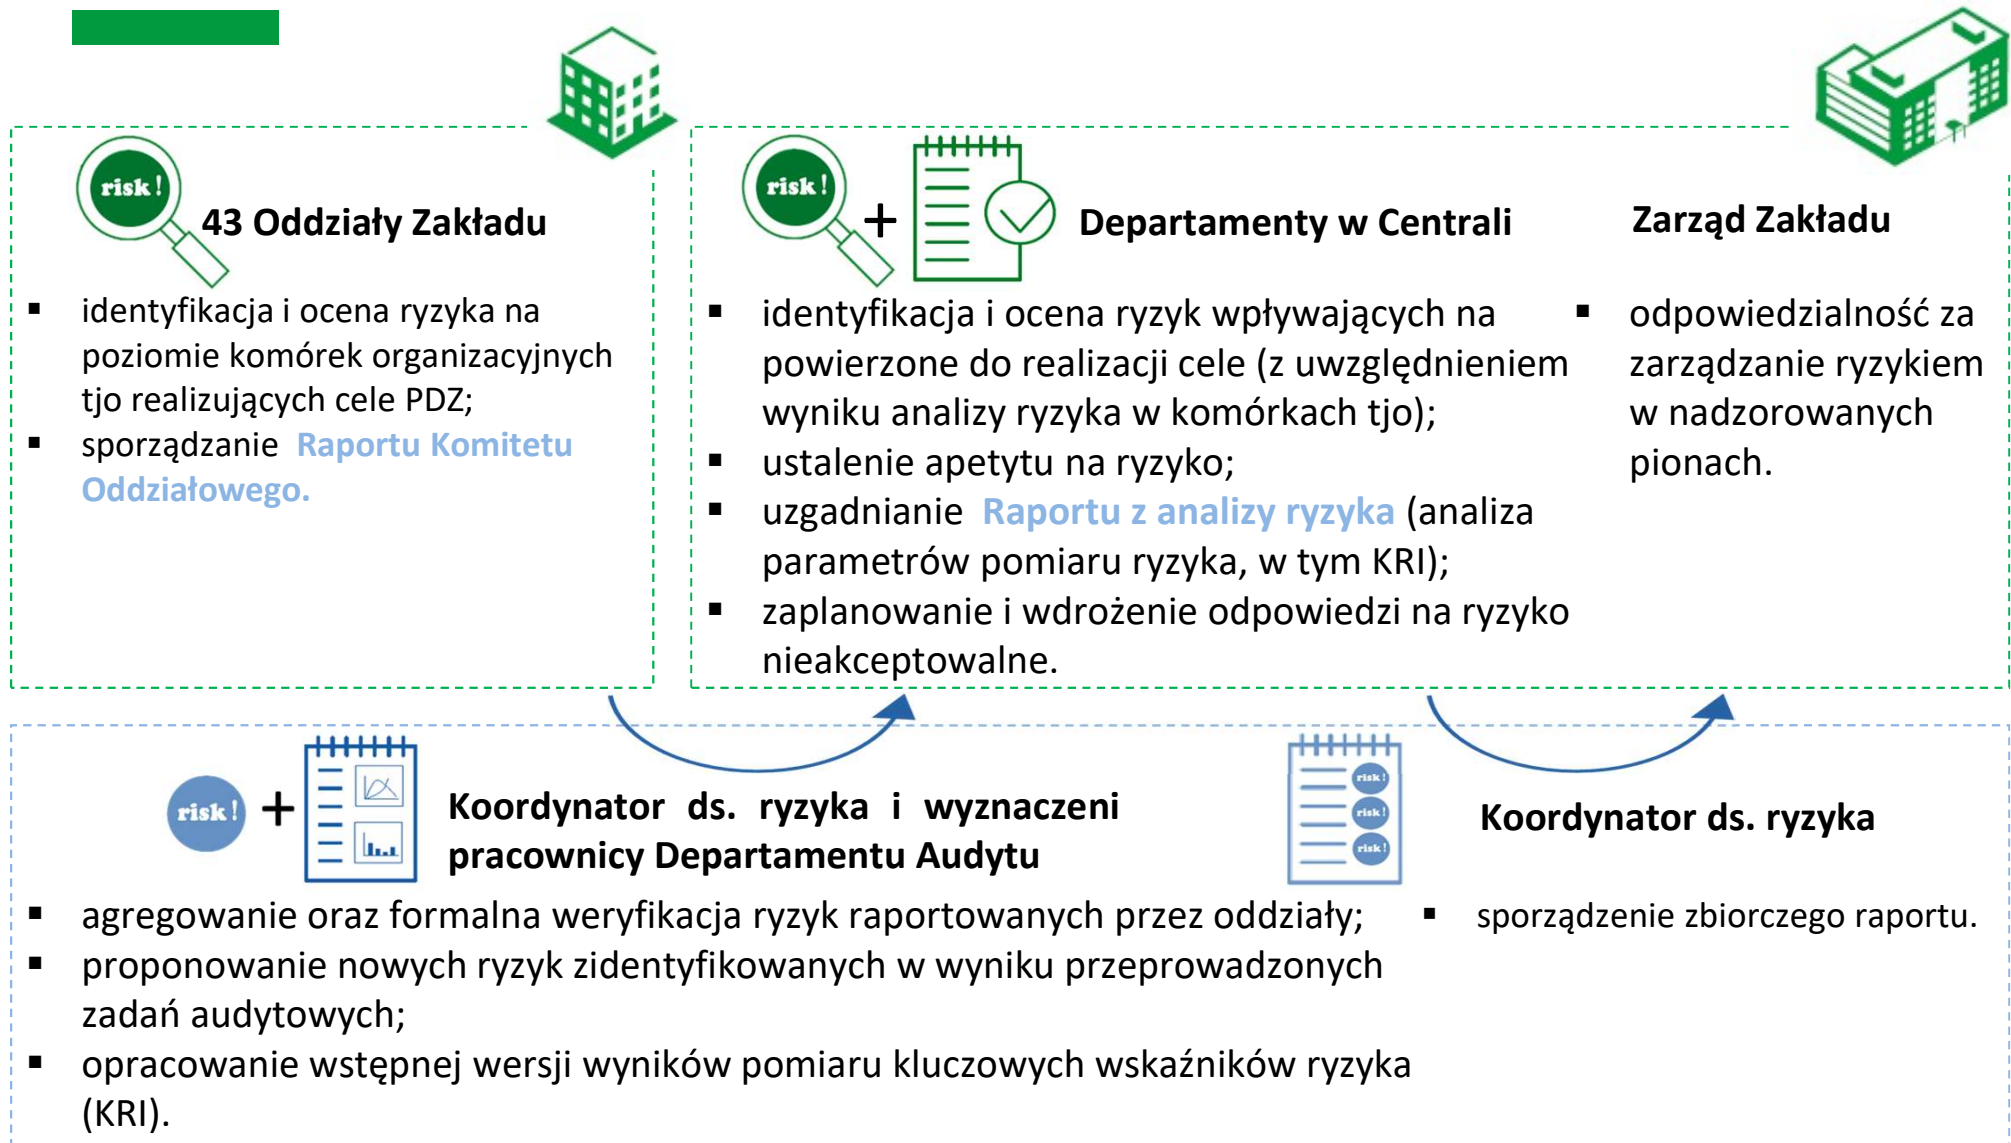 risk!
43 Oddziały Zakładu
▪ identyfikacja i ocena ryzyka na
poziomie komórek organizacyjnych
tjo realizujących cele PDZ;
▪ sporządzanie Raportu Komitetu
Oddziałowego.
risk!
+
Departamenty w Centrali
▪ identyfikacja i ocena ryzyk wpływających na
powierzone do realizacji cele (z uwzględnieniem
wyniku analizy ryzyka w komórkach tjo);
▪ ustalenie apetytu na ryzyko;
▪ uzgadnianie Raportu z analizy ryzyka (analiza
parametrów pomiaru ryzyka, w tym KRI);
▪ zaplanowanie i wdrożenie odpowiedzi na ryzyko
nieakceptowalne.
Zarząd Zakładu
▪ odpowiedzialność za
zarządzanie ryzykiem
w nadzorowanych
pionach.
risk!
+
Koordynator ds. ryzyka i wyznaczeni
pracownicy Departamentu Audytu
▪ agregowanie oraz formalna weryfikacja ryzyk raportowanych przez oddziały;
▪ proponowanie nowych ryzyk zidentyfikowanych w wyniku przeprowadzonych
zadań audytowych;
▪ opracowanie wstępnej wersji wyników pomiaru kluczowych wskaźników ryzyka
(KRI).
risk!
risk!
risk!
Koordynator ds. ryzyka
▪ sporządzenie zbiorczego raportu.